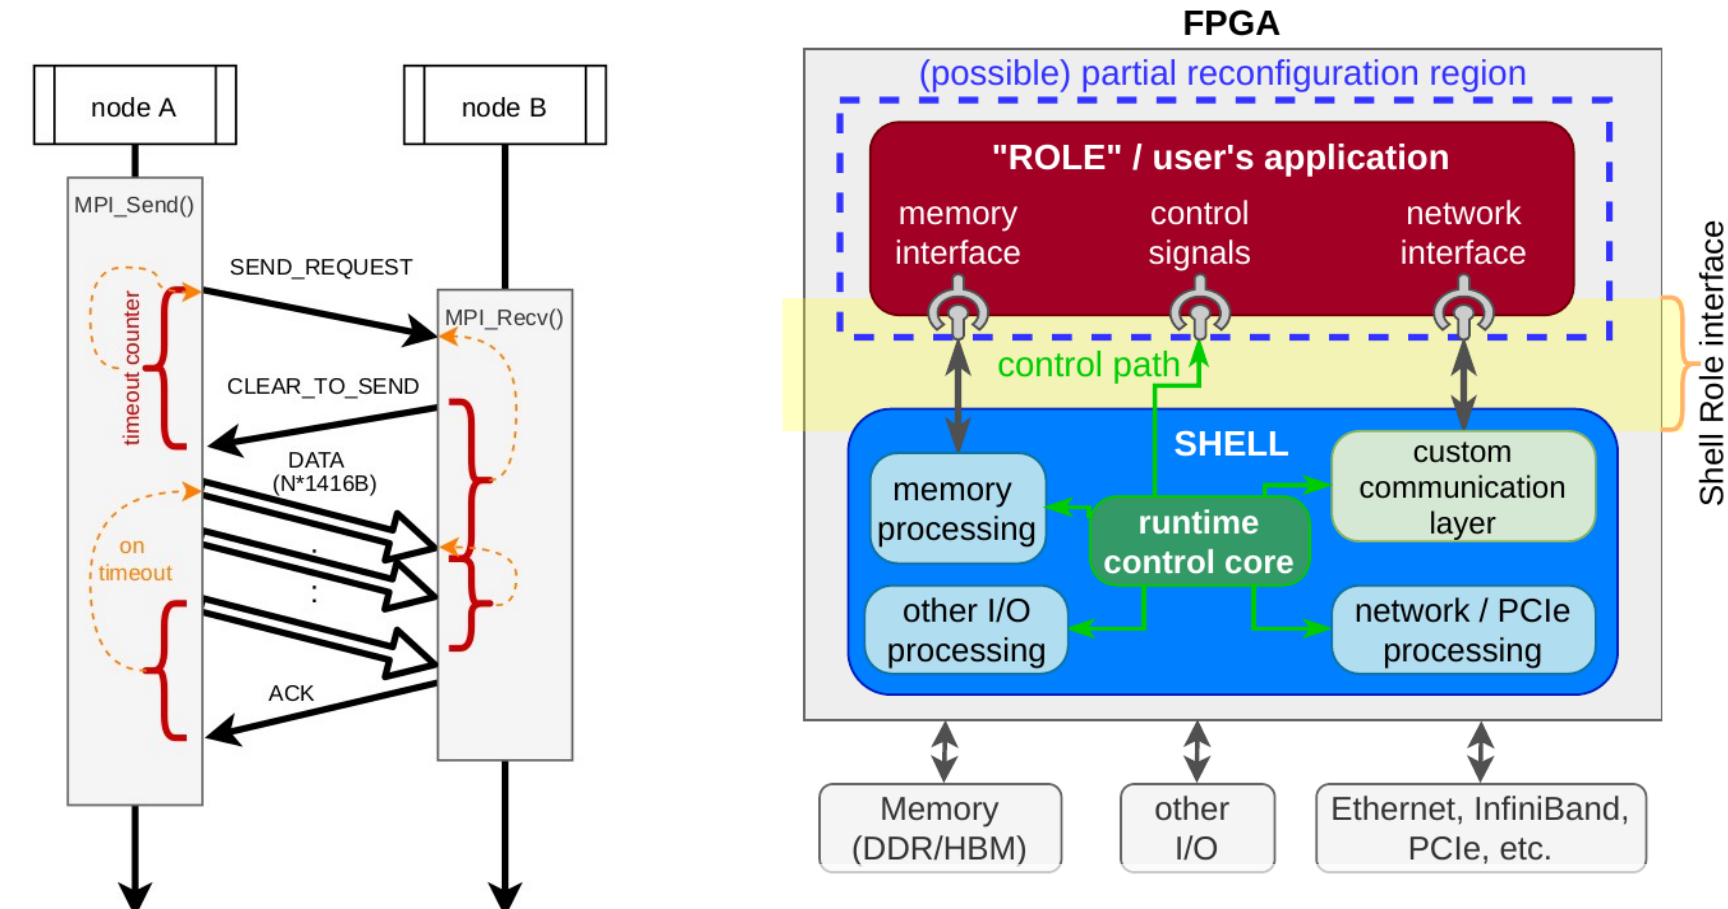 node A
node B
MPI_Send()
SEND_REQUEST
MPI_Recv()
timeout counter
CLEAR_TO_SEND
DATA
(N*1416B)
on
timeout
.
:
ACK
FPGA
(possible) partial reconfiguration region
"ROLE" / user's application
memory
interface
control
signals
network
interface
control path
Shell Role interface
SHELL
memory
processing
custom
communication
layer
runtime
control core
other I/O
processing
network / PCIe
processing
Memory
(DDR/HBM)
other
I/O
Ethernet, InfiniBand,
PCIe, etc.